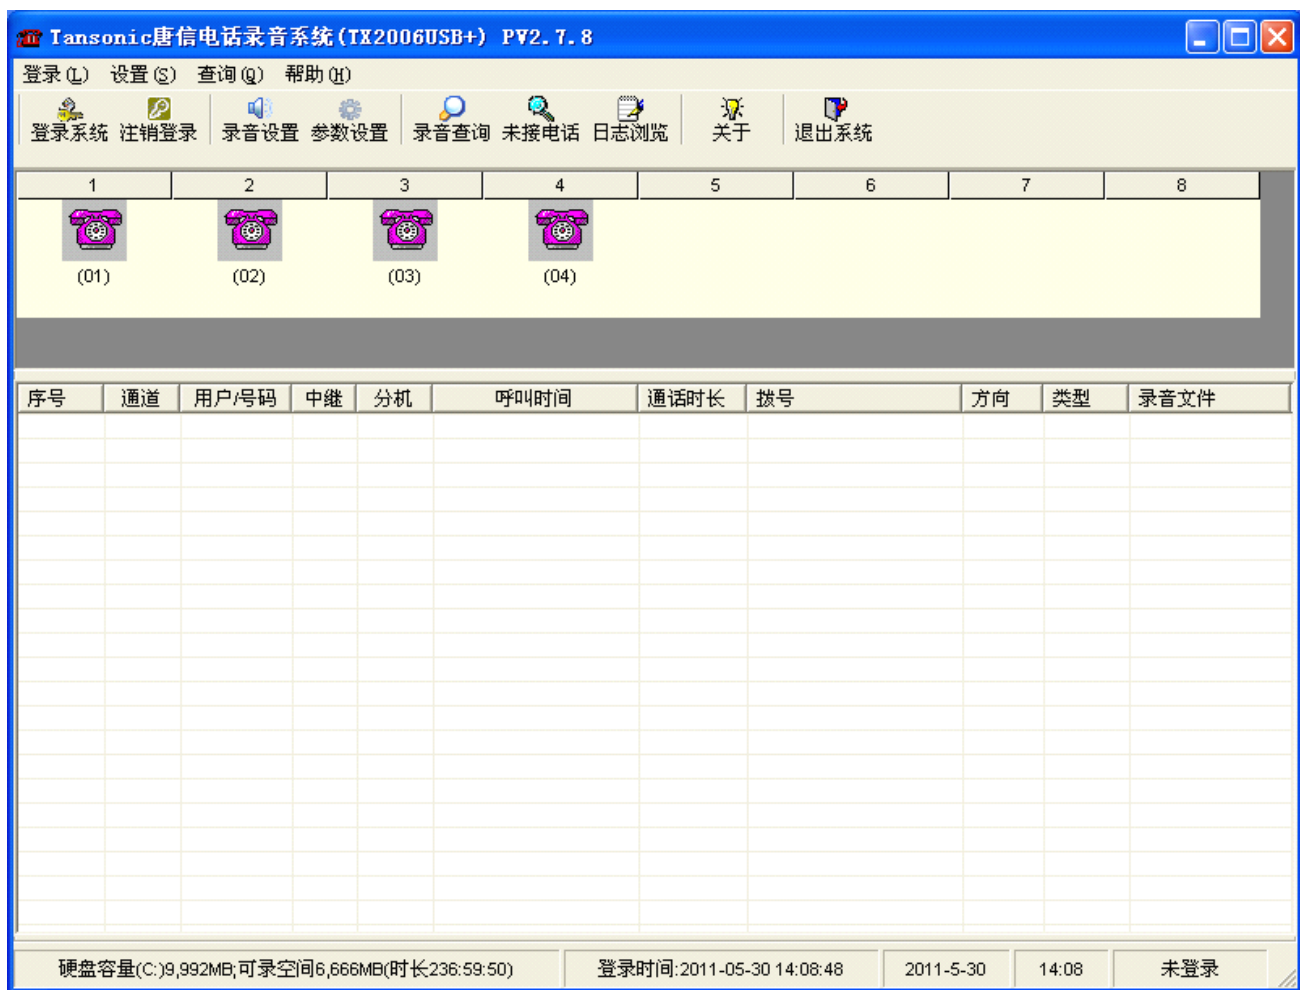 Tansonic唐信电话录音系统(TX2006USB+) PV2.7.8
登录(L) 设置(S) 查询(Q) 帮助(H)
登录系统 注销登录 录音设置 参数设置 录音查询 未接电话 日志浏览 关于 退出系统
1 2 3 4 5 6 7 8
(01) (02) (03) (04)
序号 通道 用户/号码 中继 分机 呼叫时间 通话时长 拨号 方向 类型 录音文件
硬盘容量(C:)9,992MB;可录空间6,666MB(时长236:59:50) 登录时间:2011-05-30 14:08:48 2011-5-30 14:08 未登录